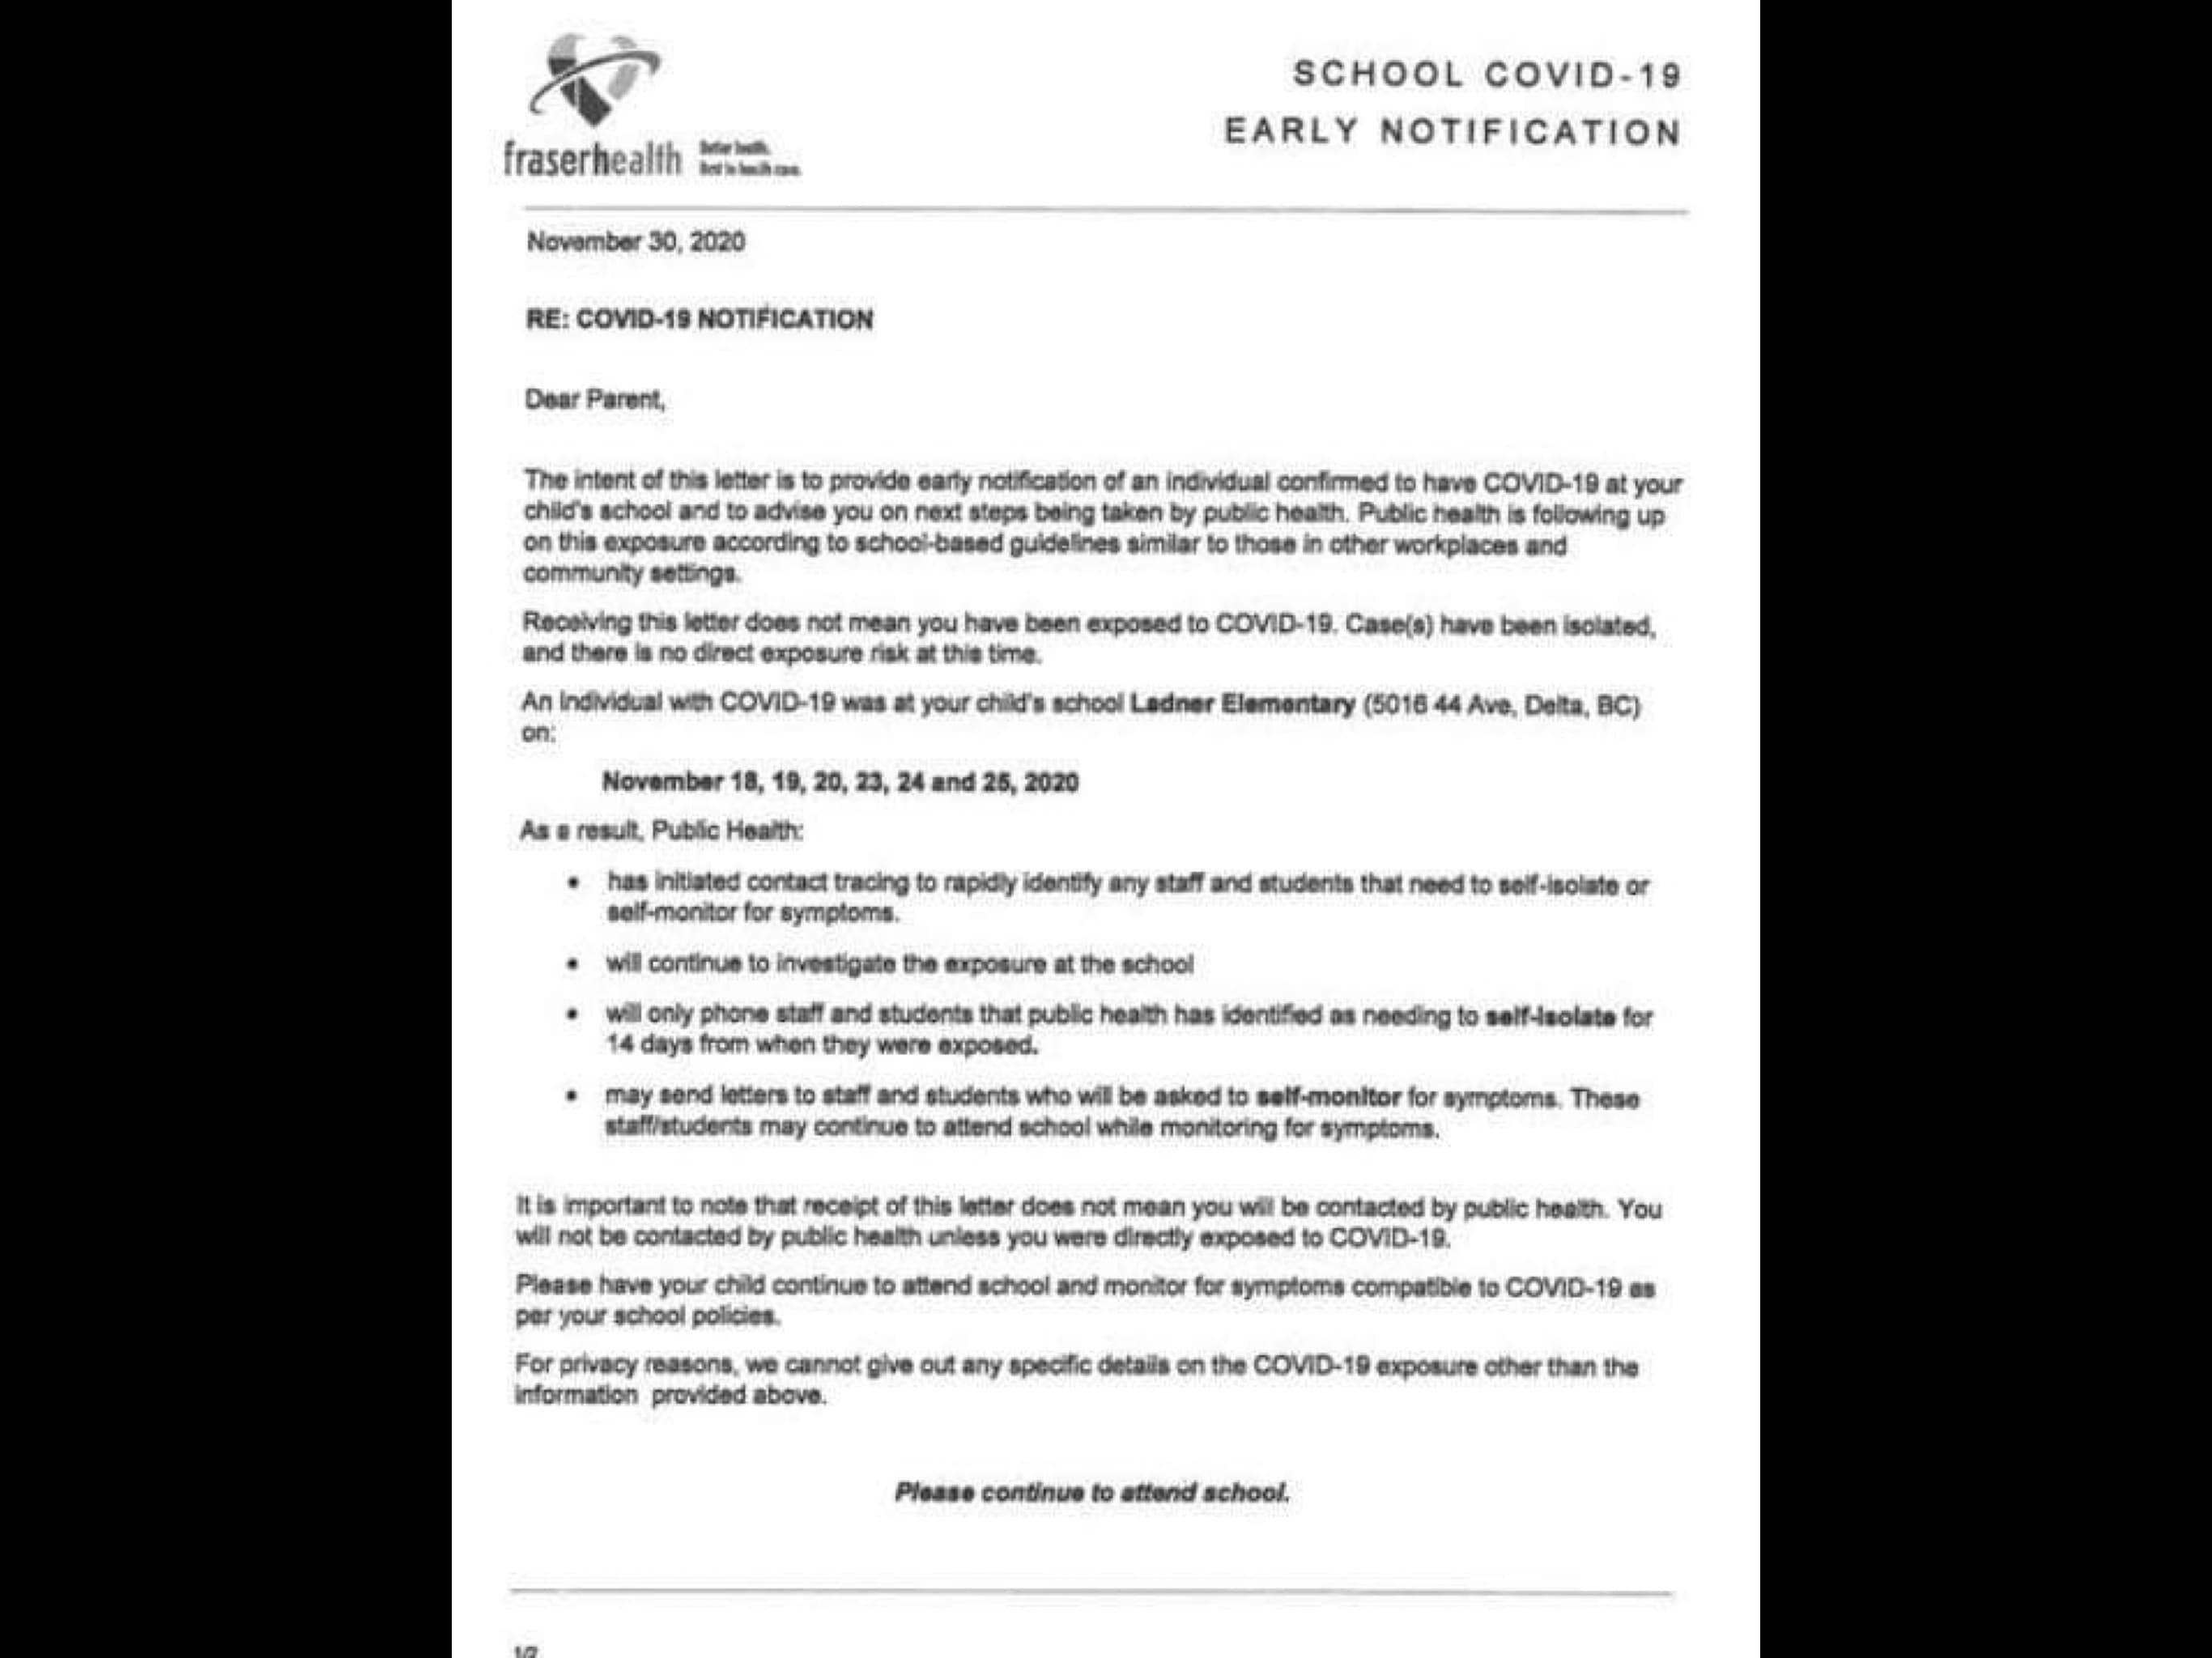 SCHOOL COVID-19
EARLY NOTIFICATION
fraserhealth
Better health.
Best in health care.
November 30, 2020
RE: COVID-19 NOTIFICATION
Dear Parent,
The intent of this letter is to provide early notification of an individual confirmed to have COVID-19 at your
child's school and to advise you on next steps being taken by public health. Public health is following up
on this exposure according to school-based guidelines similar to those in other workplaces and
community settings.
Receiving this letter does not mean you have been exposed to COVID-19. Case(s) have been isolated,
and there is no direct exposure risk at this time.
An individual with COVID-19 was at your child's school Ladner Elementary (5016 44 Ave, Delta, BC)
on:
November 18, 19, 20, 23, 24 and 25, 2020
As a result, Public Health:
• has initiated contact tracing to rapidly identify any staff and students that need to self-isolate or
self-monitor for symptoms.
• will continue to investigate the exposure at the school
• will only phone staff and students that public health has identified as needing to self-isolate for
14 days from when they were exposed.
• may send letters to staff and students who will be asked to self-monitor for symptoms. These
staff/students may continue to attend school while monitoring for symptoms.
It is important to note that receipt of this letter does not mean you will be contacted by public health. You
will not be contacted by public health unless you were directly exposed to COVID-19.
Please have your child continue to attend school and monitor for symptoms compatible to COVID-19 as
per your school policies.
For privacy reasons, we cannot give out any specific details on the COVID-19 exposure other than the
information provided above.
Please continue to attend school.
1/2